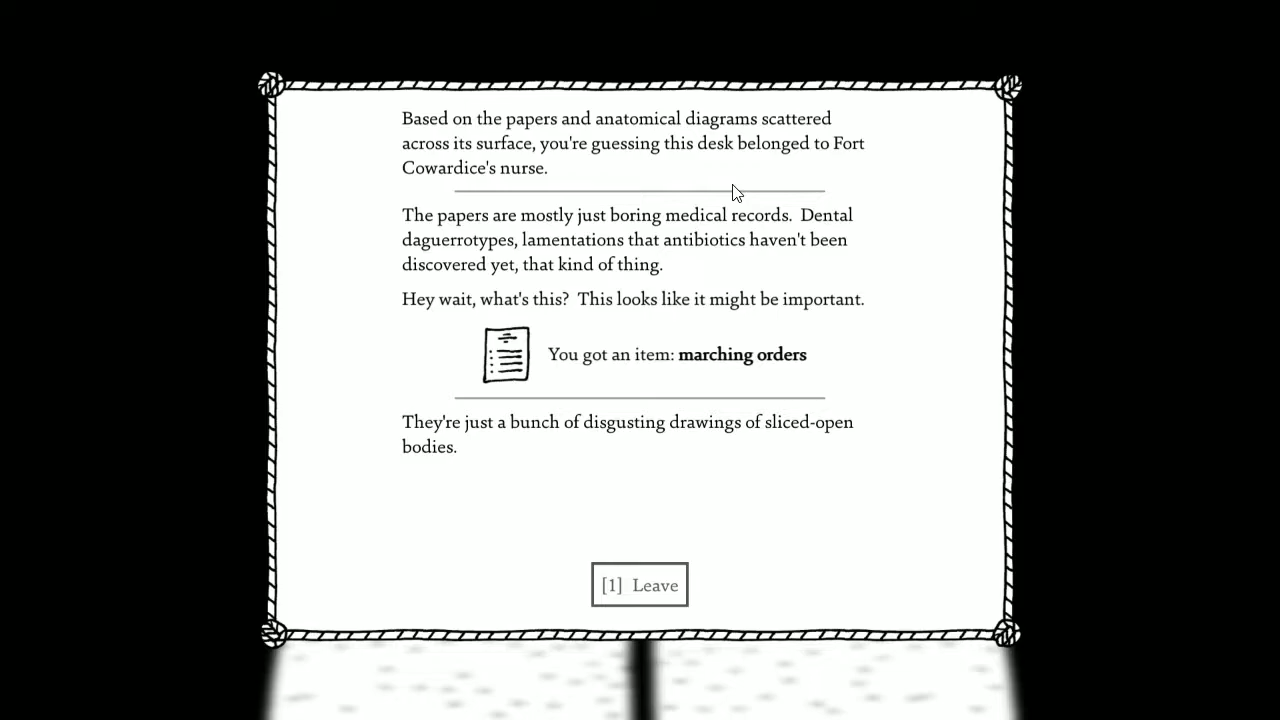 Based on the papers and anatomical diagrams scattered
across its surface, you're guessing this desk belonged to Fort
Cowardice's nurse.
The papers are mostly just boring medical records.  Dental
daguerrotypes, lamentations that antibiotics haven't been
discovered yet, that kind of thing.
Hey wait, what's this?  This looks like it might be important.
You got an item: marching orders
They're just a bunch of disgusting drawings of sliced-open
bodies.
[1]  Leave